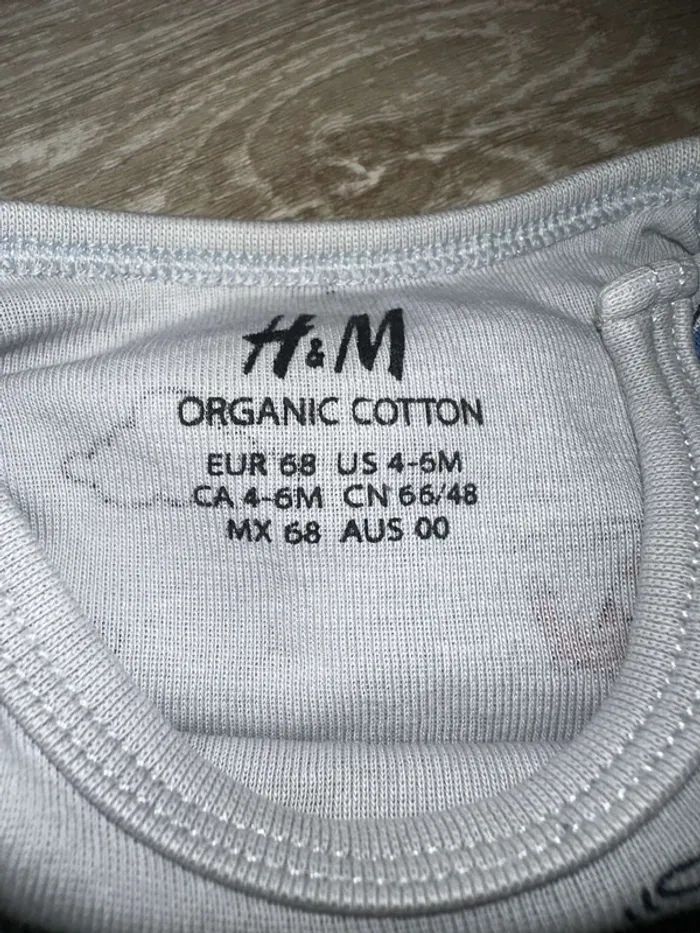 H&M
ORGANIC COTTON
EUR 68 US 4-6M
CA 4-6M CN 66/48
MX 68 AUS 00